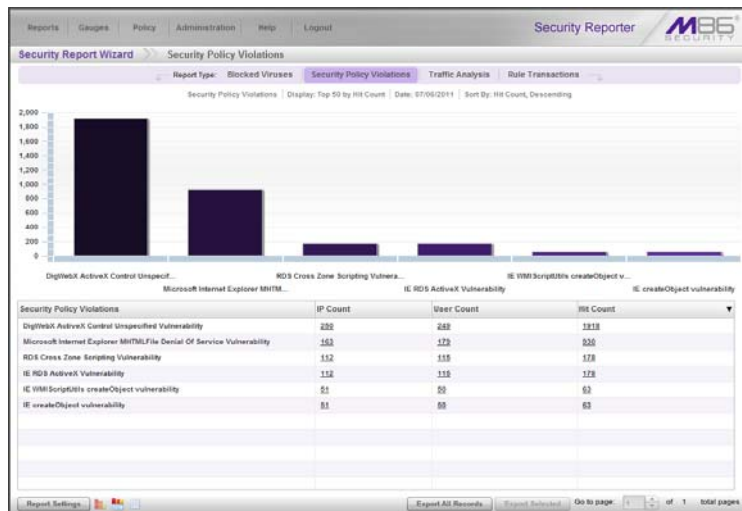 Reports Gauges Policy Administration Help Logout Security Reporter M86 SECURITY
Security Report Wizard Security Policy Violations
Report Type: Blocked Viruses Security Policy Violations Traffic Analysis Rule Transactions
Security Policy Violations | Display: Top 50 by Hit Count | Date: 07/06/2011 | Sort By: Hit Count, Descending
2,000
1,800
1,600
1,400
1,200
1,000
800
600
400
200
0
DigWebX ActiveX Control Unspecif... RDS Cross Zone Scripting Vulnera... IE WMIScriptUtils createObject v...
Microsoft Internet Explorer MHTM... IE RDS ActiveX Vulnerability IE createObject vulnerability
Security Policy Violations IP Count User Count Hit Count
DigWebX ActiveX Control Unspecified Vulnerability 1918
Microsoft Internet Explorer MHTMLFile Denial Of Service Vulnerability 163 930
RDS Cross Zone Scripting Vulnerability 112 115 178
IE RDS ActiveX Vulnerability 112 115 178
IE WMIScriptUtils createObject vulnerability 51 63
IE createObject vulnerability 51 63
Report Settings Export All Records Export Selected Go to page: of 1 total pages